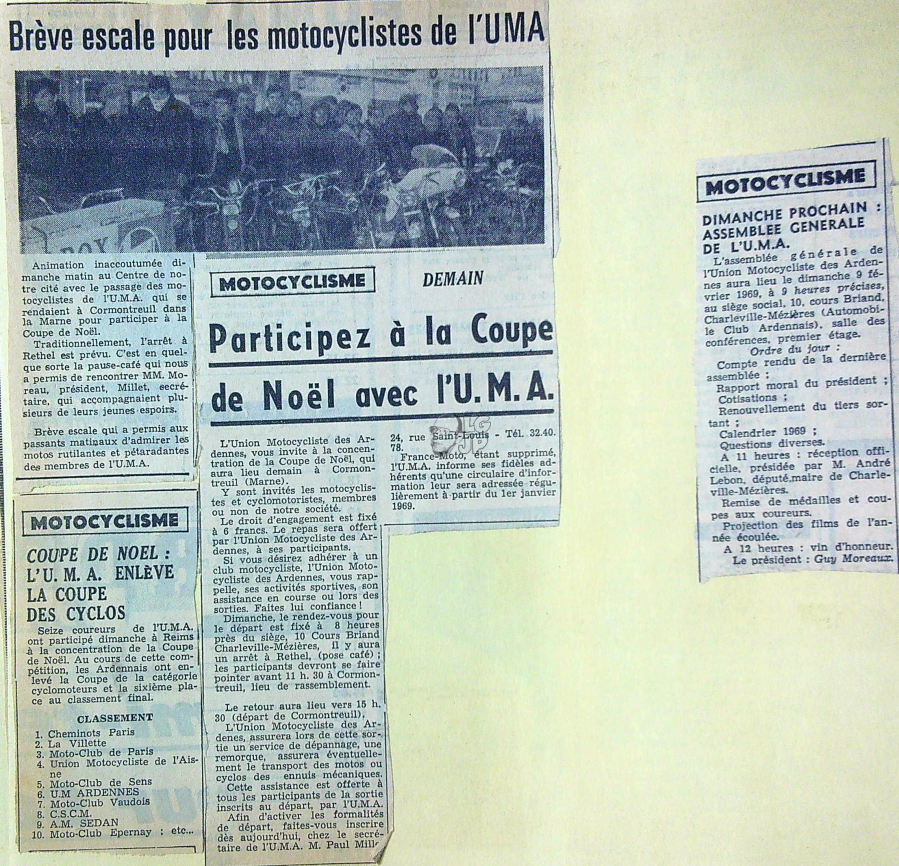 Brève escale pour les motocyclistes de l'UMA
Animation inaccoutumée di-
manche matin au Centre de no-
tre cité avec le passage des mo-
tocyclistes de l'U.M.A. qui se
rendaient à Cormontreuil dans
la Marne pour participer à la
Coupe de Noël.
Traditionnellement, l'arrêt à
Rethel est prévu. C'est en quel-
que sorte la pause-café qui nous
a permis de rencontrer MM. Mo-
reau, président, Millet, secré-
taire, qui accompagnaient plu-
sieurs de leurs jeunes espoirs.
Brève escale qui a permis aux
passants matinaux d'admirer les
motos rutilantes et pétaradantes
des membres de l'U.M.A.
MOTOCYCLISME
COUPE DE NOEL :
L'U. M. A. ENLÈVE
LA COUPE
DES CYCLOS
Seize coureurs de l'U.M.A.
ont participé dimanche à Reims
à la concentration de la Coupe
de Noël. Au cours de cette com-
pétition, les Ardennais ont en-
levé la Coupe de la catégorie
cyclomoteurs et la sixième pla-
ce au classement final.
CLASSEMENT
1. Cheminots Paris
2. La Villette
3. Moto-Club de Paris
4. Union Motocycliste de l'Ais-
ne
5. Moto-Club de Sens
6. U.M ARDENNES
7. Moto-Club Vaudois
8. C.S.C.M.
9. A.M. SEDAN
10. Moto-Club Epernay ; etc...
MOTOCYCLISME
DEMAIN
Participez à la Coupe
de Noël avec l'U.M.A.
L'Union Motocycliste des Ar-
dennes, vous invite à la concen-
tration de la Coupe de Noël, qui
aura lieu demain à Cormon-
treuil (Marne).
Y sont invités les motocyclis-
tes et cyclomotoristes, membres
ou non de notre société.
Le droit d'engagement est fixé
à 6 francs. Le repas sera offert
par l'Union Motocycliste des Ar-
dennes, à ses participants.
Si vous désirez adhérer à un
club motocycliste, l'Union Moto-
cycliste des Ardennes, vous rap-
pelle, ses activités sportives, son
assistance en course ou lors des
sorties. Faites lui confiance !
Dimanche, le rendez-vous pour
le départ est fixé à 8 heures
près du siège, 10 Cours Briand
Charleville-Mézières, il y aura
un arrêt à Rethel, (pose café) ;
les participants devront se faire
pointer avant 11 h. 30 à Cormon-
treuil, lieu de rassemblement.
Le retour aura lieu vers 15 h.
30 (départ de Cormontreuil),
L'Union Motocycliste des Ar-
denes, assurera lors de cette sor-
tie un service de dépannage, une
remorque, assurera éventuelle-
ment le transport des motos ou
cyclos des ennuis mécaniques.
Cette assistance est offerte à
tous les participants de la sortie
inscrits au départ, par l'U.M.A.
Afin d'activer les formalités
de départ, faites-vous inscrire
dès aujourd'hui, chez le secré-
taire de l'U.M.A. M. Paul Mill-
24, rue Saint-Louis - Tél. 32.40.
78.
France-Moto, étant supprimé,
l'U.M.A. informe ses fidèles ad-
hérents qu'une circulaire d'infor-
mation leur sera adressée régu-
lièrement à partir du 1er janvier
1969.
MOTOCYCLISME
DIMANCHE PROCHAIN :
ASSEMBLEE GENERALE
DE L'U.M.A.
L'assemblée générale de
l'Union Motocycliste des Arden-
nes aura lieu le dimanche 9 fé-
vrier 1969, à 9 heures précises,
au siège social, 10, cours Briand,
Charleville-Mézières (Automobi-
le Club Ardennais), salle des
conférences, premier étage.
Ordre du jour :
Compte rendu de la dernière
assemblée ;
Rapport moral du président ;
Cotisations ;
Renouvellement du tiers sor-
tant ;
Calendrier 1969 ;
Questions diverses.
A 11 heures : réception offi-
cielle, présidée par M. André
Lebon, député.maire de Charle-
ville-Mézières.
Remise de médailles et cou-
pes aux coureurs.
Projection des films de l'an-
née écoulée.
A 12 heures : vin d'honneur.
Le président : Guy Moreaux.